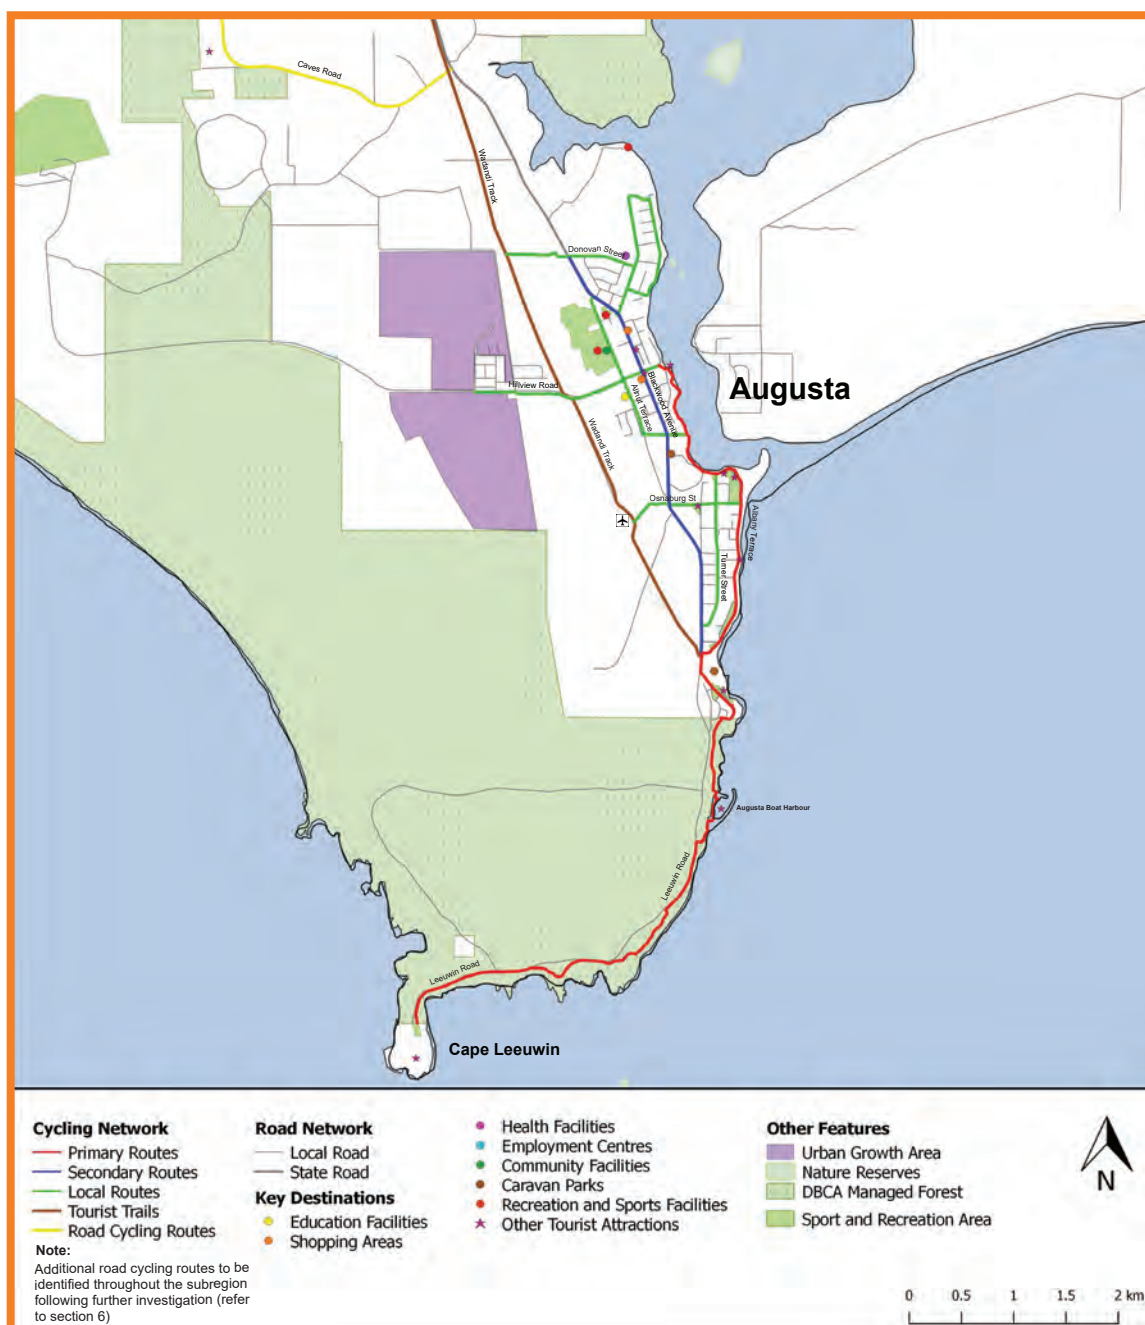 Caves Road
Wadandi Track
Donovan Street
Augusta
Hillview Road
Blackwood Avenue
Allnut Terrace
Wadandi Track
Osnaburg St
Albany Terrace
Turner Street
Augusta Boat Harbour
Leeuwin Road
Leeuwin Road
Cape Leeuwin
Cycling Network
Primary Routes
Secondary Routes
Local Routes
Tourist Trails
Road Cycling Routes
Note:
Additional road cycling routes to be
identified throughout the subregion
following further investigation (refer
to section 6)
Road Network
Local Road
State Road
Key Destinations
Education Facilities
Shopping Areas
Health Facilities
Employment Centres
Community Facilities
Caravan Parks
Recreation and Sports Facilities
Other Tourist Attractions
Other Features
Urban Growth Area
Nature Reserves
DBCA Managed Forest
Sport and Recreation Area
N
0 0.5 1 1.5 2 km